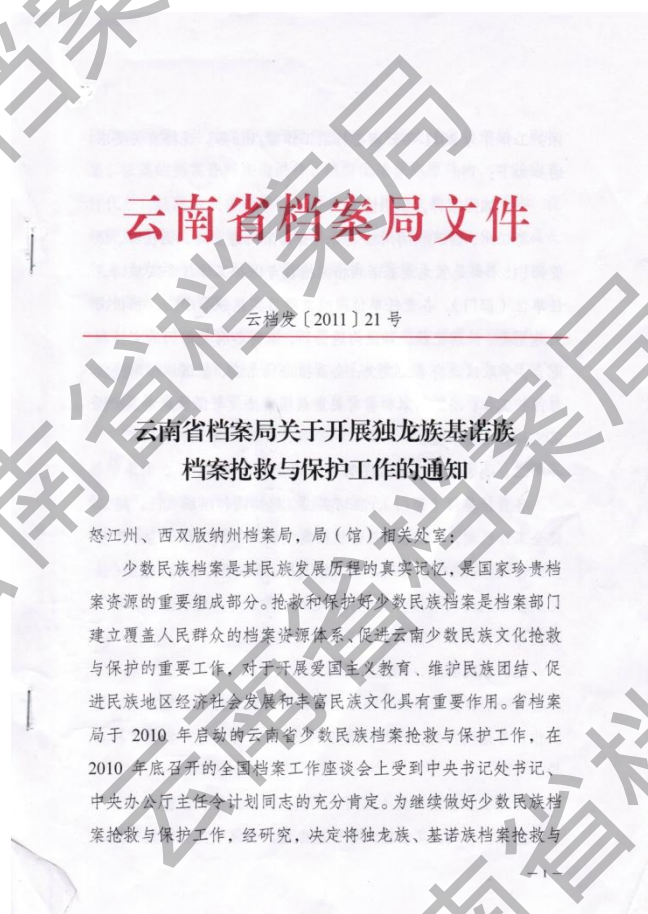 云南省档案局文件
云档发〔2011〕21号
云南省档案局关于开展独龙族基诺族
档案抢救与保护工作的通知
怒江州、西双版纳州档案局,局(馆)相关处室:
少数民族档案是其民族发展历程的真实记忆,是国家珍贵档
案资源的重要组成部分。抢救和保护好少数民族档案是档案部门
建立覆盖人民群众的档案资源体系、促进云南少数民族文化抢救
与保护的重要工作,对于开展爱国主义教育、维护民族团结、促
进民族地区经济社会发展和丰富民族文化具有重要作用。省档案
局于 2010 年启动的云南省少数民族档案抢救与保护工作,在
2010 年底召开的全国档案工作座谈会上受到中央书记处书记、
中央办公厅主任令计划同志的充分肯定。为继续做好少数民族档
案抢救与保护工作,经研究,决定将独龙族、基诺族档案抢救与
— 1 —
云南省档案局